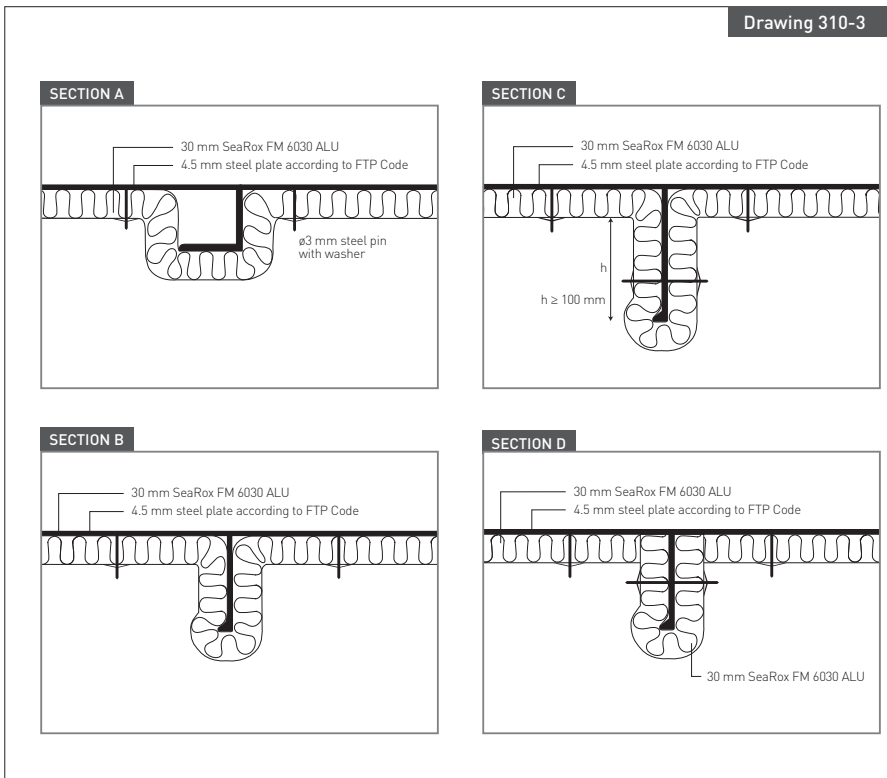 Drawing 310-3
SECTION A
30 mm SeaRox FM 6030 ALU
4.5 mm steel plate according to FTP Code
ø3 mm steel pin
with washer
SECTION C
30 mm SeaRox FM 6030 ALU
4.5 mm steel plate according to FTP Code
h
h ≥ 100 mm
SECTION B
30 mm SeaRox FM 6030 ALU
4.5 mm steel plate according to FTP Code
SECTION D
30 mm SeaRox FM 6030 ALU
4.5 mm steel plate according to FTP Code
30 mm SeaRox FM 6030 ALU